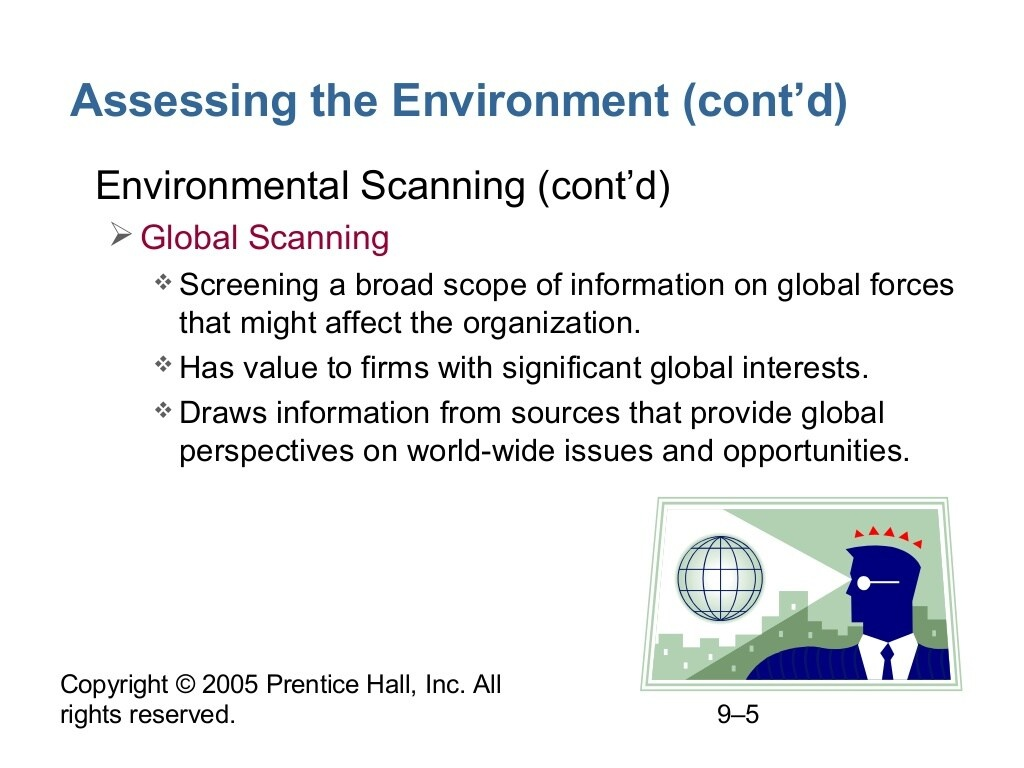 Assessing the Environment (cont’d)
Environmental Scanning (cont’d)
Global Scanning
Screening a broad scope of information on global forces
that might affect the organization.
Has value to firms with significant global interests.
Draws information from sources that provide global
perspectives on world-wide issues and opportunities.
Copyright © 2005 Prentice Hall, Inc. All
rights reserved.
9–5